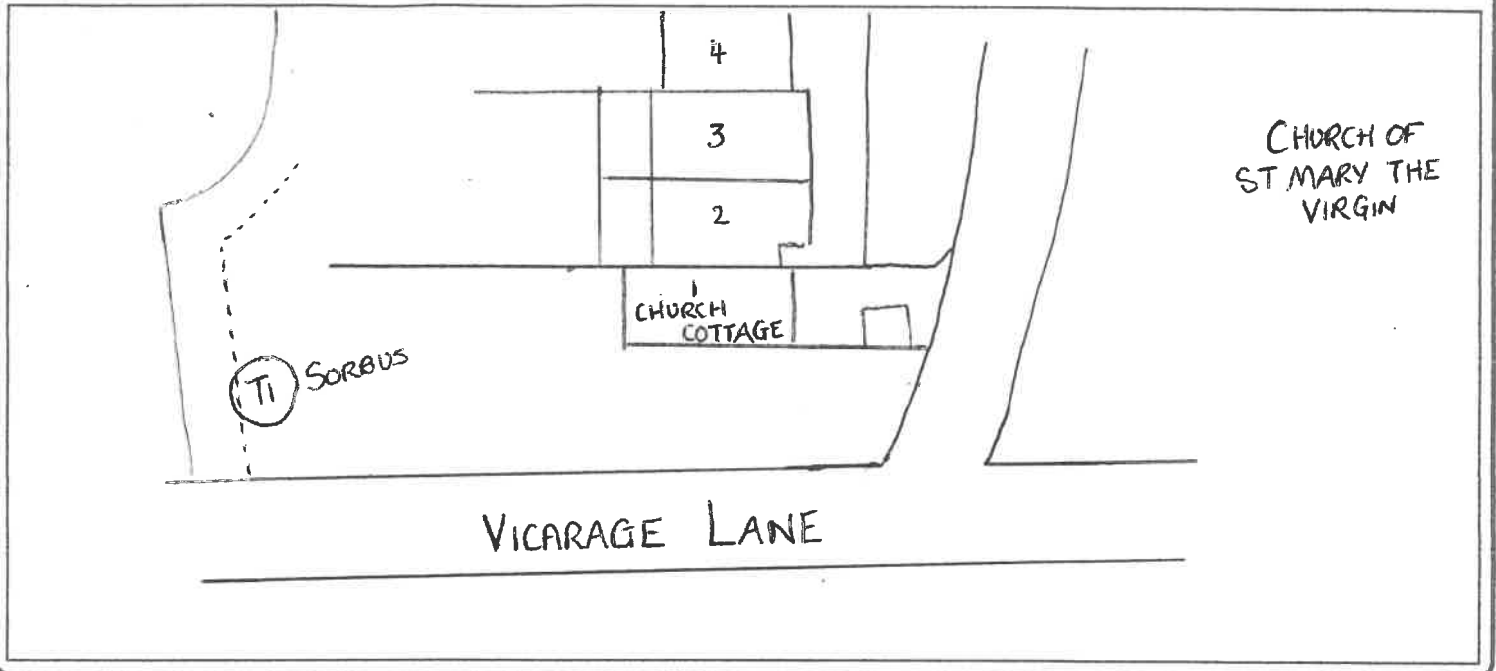 4
3
2
1
CHURCH
COTTAGE
CHURCH OF
ST MARY THE
VIRGIN
T1 SORBUS
VICARAGE LANE